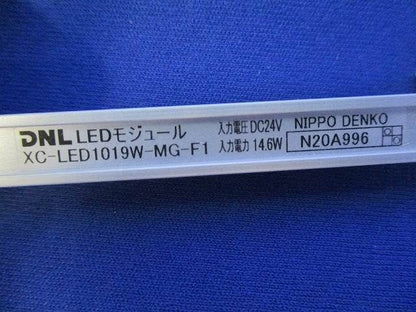 DNL LEDモジュール 入力電圧 DC24V NIPPO DENKO
XC-LED1019W-MG-F1 入力電力 14.6W N20A996